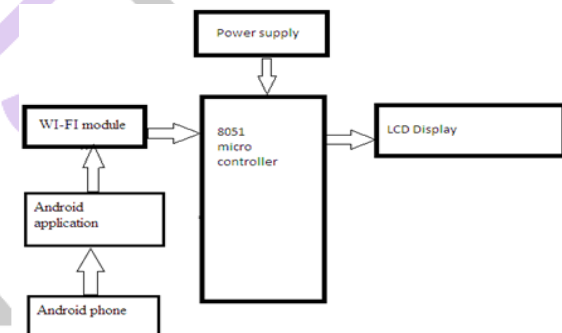 Power supply
WI-FI module
8051
micro
controller
LCD Display
Android
application
Android phone